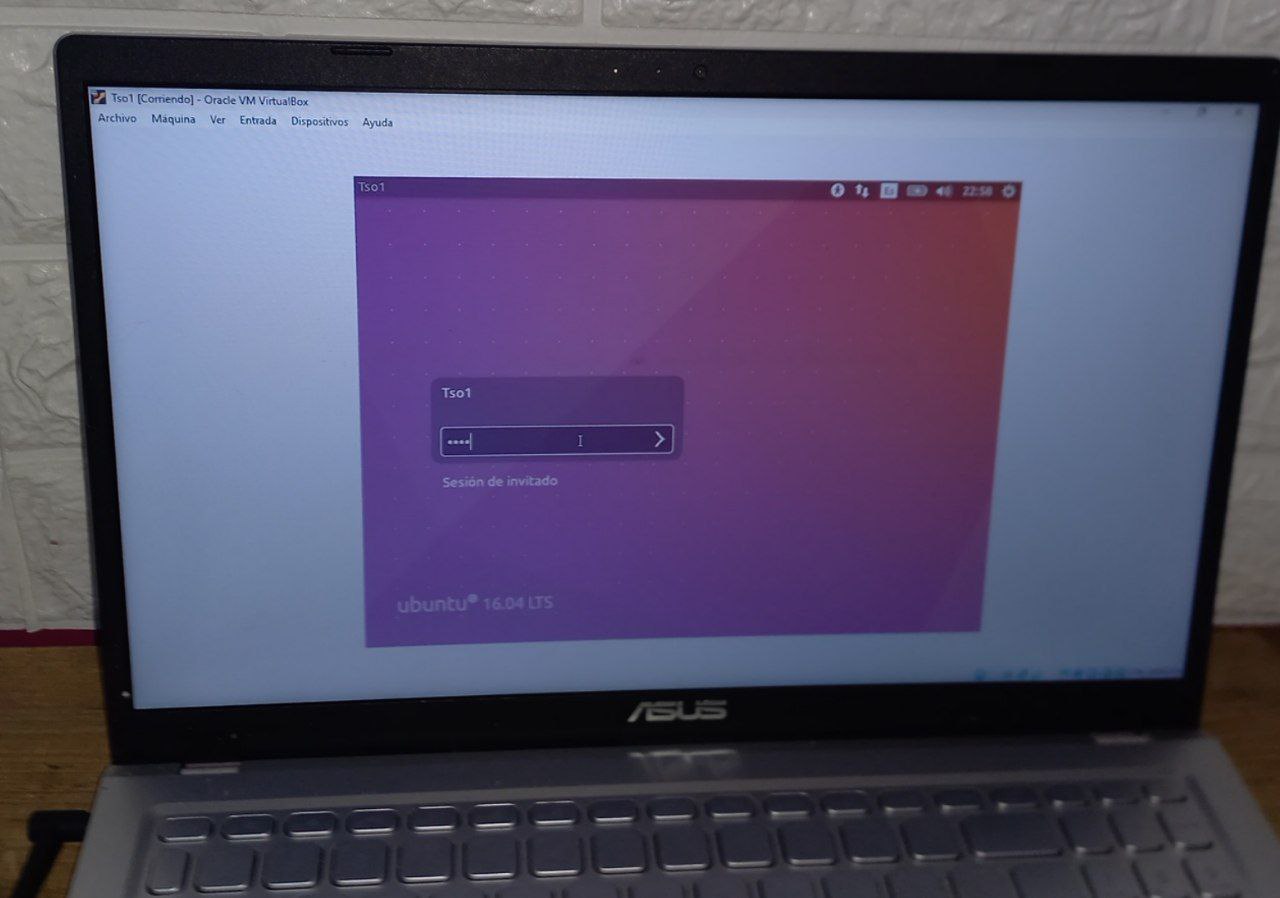 Tso1 [Corriendo] - Oracle VM VirtualBox
Archivo Máquina Ver Entrada Dispositivos Ayuda
Tso1 Es 22:58
Tso1
••••
Sesión de invitado
ubuntu® 16.04 LTS
ASUS